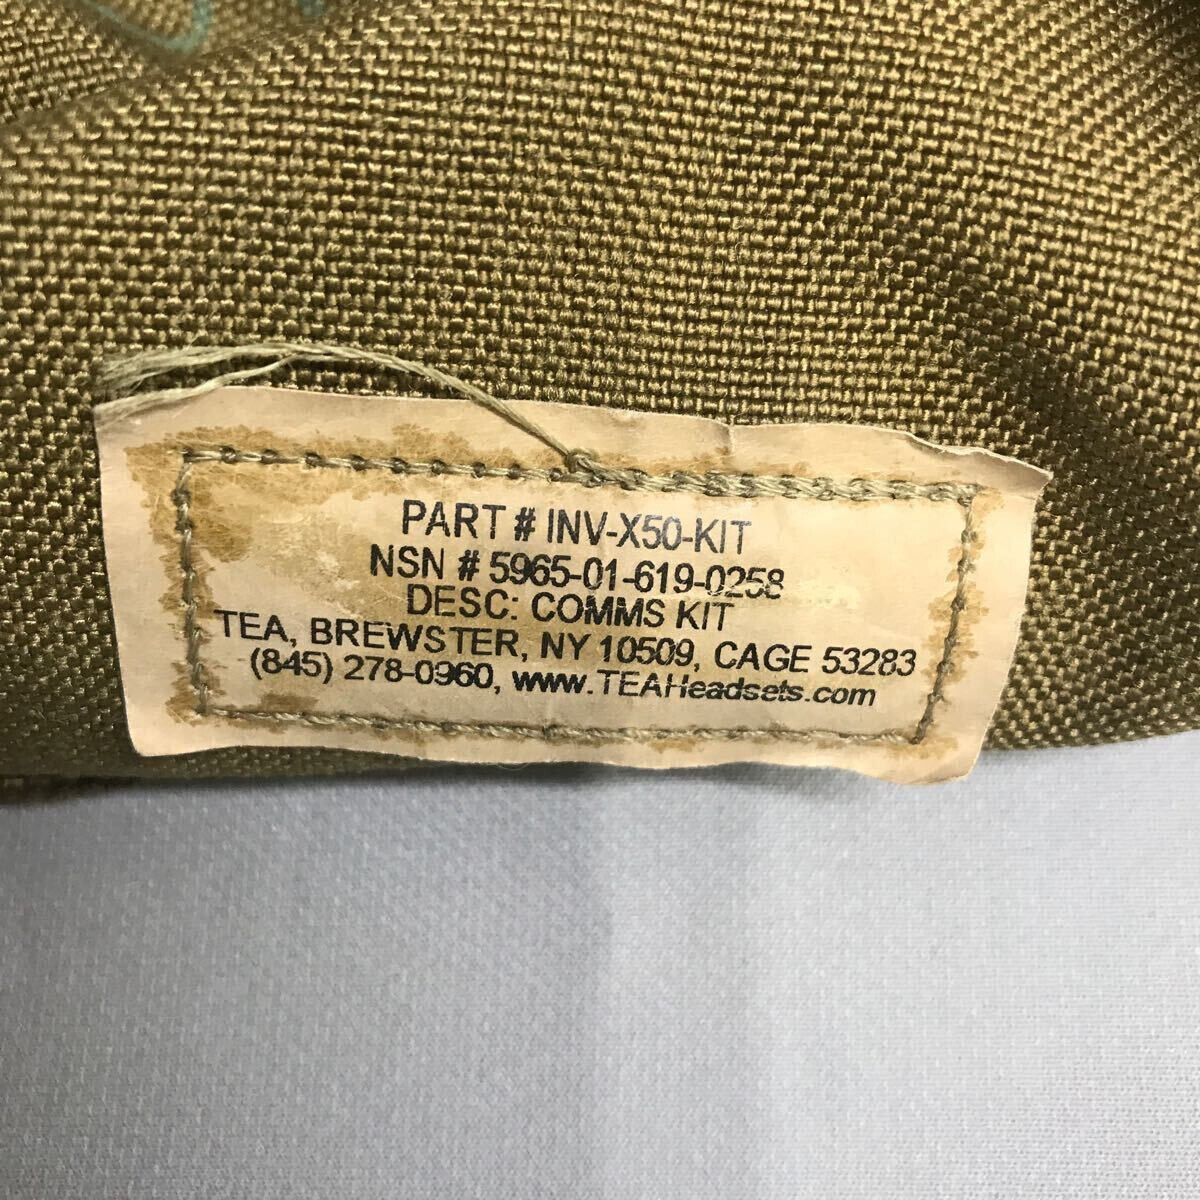 PART # INV-X50-KIT
NSN # 5965-01-619-0258
DESC: COMMS KIT
TEA, BREWSTER, NY 10509, CAGE 53283
(845) 278-0960, www.TEAHeadsets.com